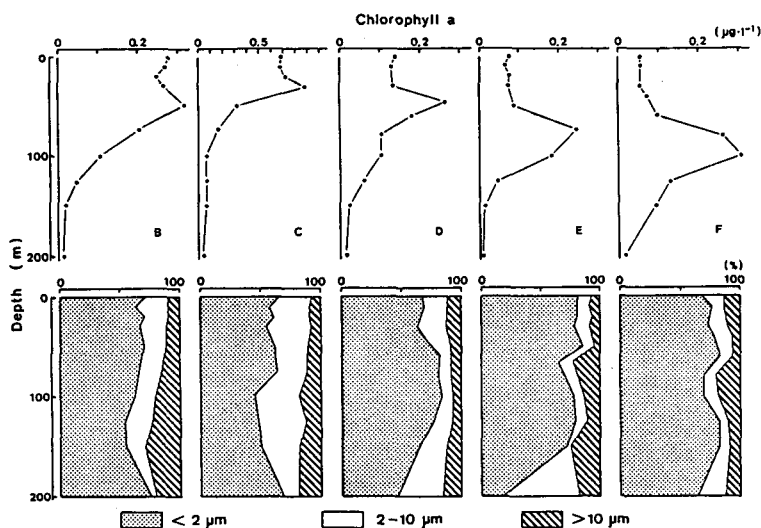 Chlorophyll a
0 0.2 0 0.5 0 0.2 0 0.2 0 0.2 (µg·l⁻¹)
0
100
200
B C D E F
Depth (m)
0 100 0 100 0 100 0 100 0 100 (%)
0
100
200
< 2 µm 2–10 µm >10 µm